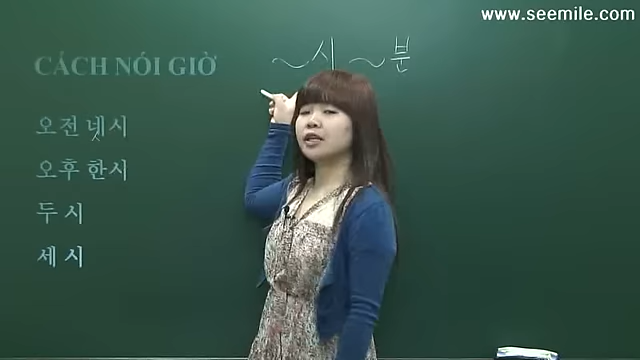 www.seemile.com
CÁCH NÓI GIỜ
~시 ~분
오전 넷시
오후 한시
두 시
세 시